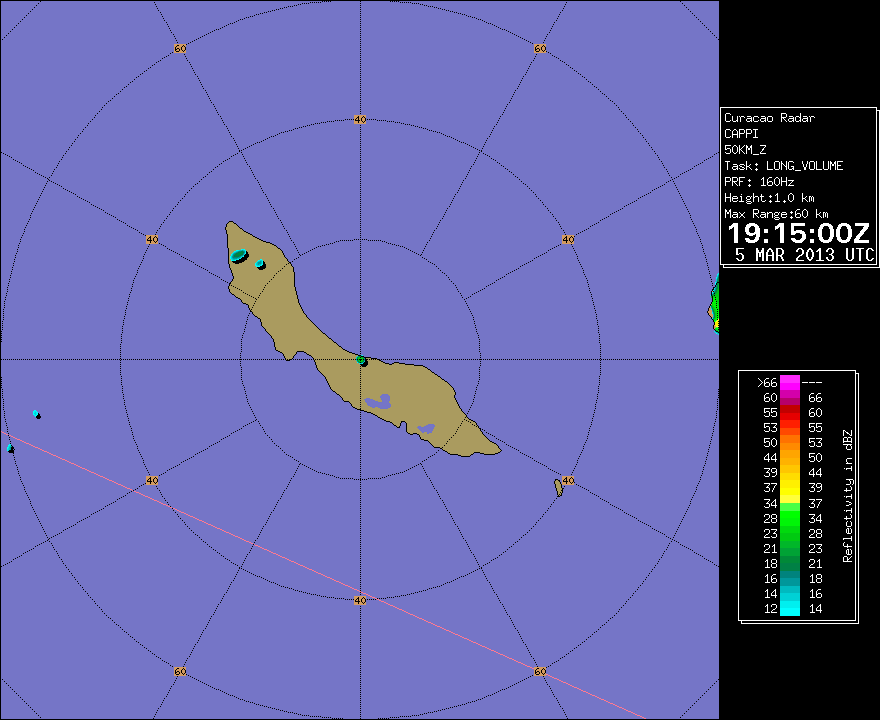 60
60
40
40
40
40
40
40
60
60
Curacao Radar
CAPPI
50KM_Z
Task: LONG_VOLUME
PRF: 160Hz
Height:1.0 km
Max Range:60 km
19:15:00Z
5 MAR 2013 UTC
>66 ---
60 66
55 60
53 55
50 53
44 50
39 44
37 39
34 37
28 34
23 28
21 23
18 21
16 18
14 16
12 14
Reflectivity in dBZ